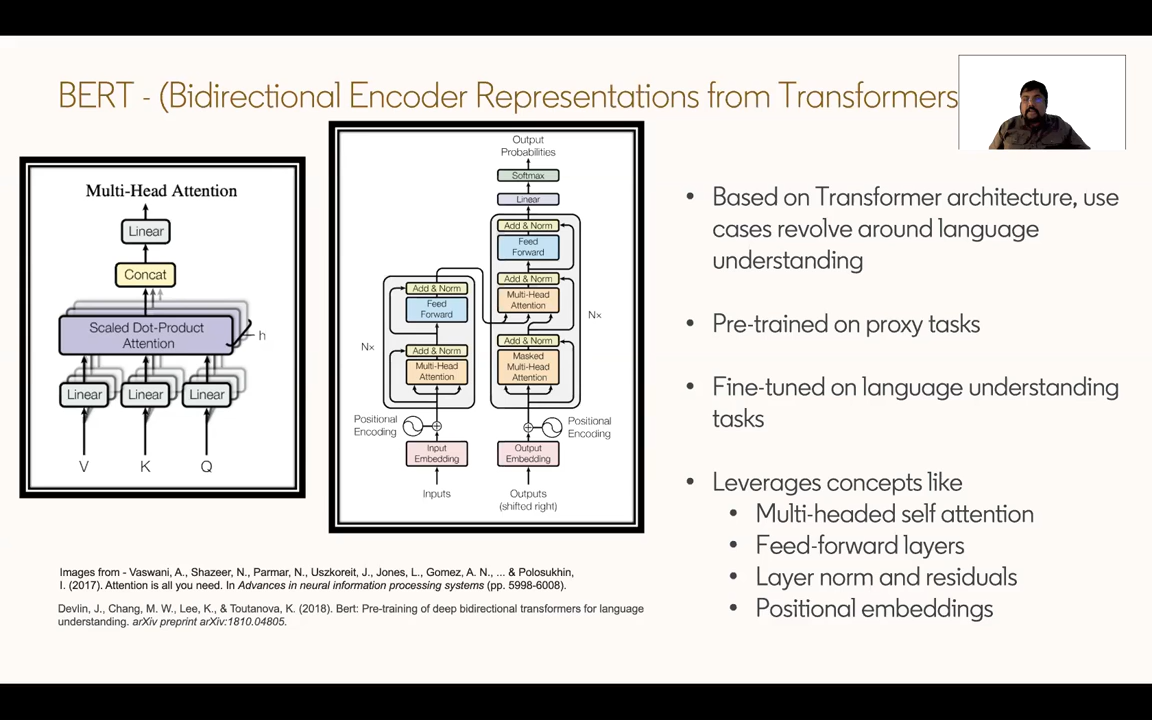 BERT - (Bidirectional Encoder Representations from Transformers
Multi-Head Attention
Linear
Concat
Scaled Dot-Product
Attention
h
Linear Linear Linear
V K Q
Output
Probabilities
Softmax
Linear
Add & Norm
Feed
Forward
Add & Norm
Multi-Head
Attention
Add & Norm
Masked
Multi-Head
Attention
Nx
Add & Norm
Feed
Forward
Add & Norm
Multi-Head
Attention
Nx
Positional
Encoding
Positional
Encoding
Input
Embedding
Output
Embedding
Inputs
Outputs
(shifted right)
Images from - Vaswani, A., Shazeer, N., Parmar, N., Uszkoreit, J., Jones, L., Gomez, A. N., ... & Polosukhin,
I. (2017). Attention is all you need. In Advances in neural information processing systems (pp. 5998-6008).
Devlin, J., Chang, M. W., Lee, K., & Toutanova, K. (2018). Bert: Pre-training of deep bidirectional transformers for language
understanding. arXiv preprint arXiv:1810.04805.
• Based on Transformer architecture, use
cases revolve around language
understanding
• Pre-trained on proxy tasks
• Fine-tuned on language understanding
tasks
• Leverages concepts like
• Multi-headed self attention
• Feed-forward layers
• Layer norm and residuals
• Positional embeddings